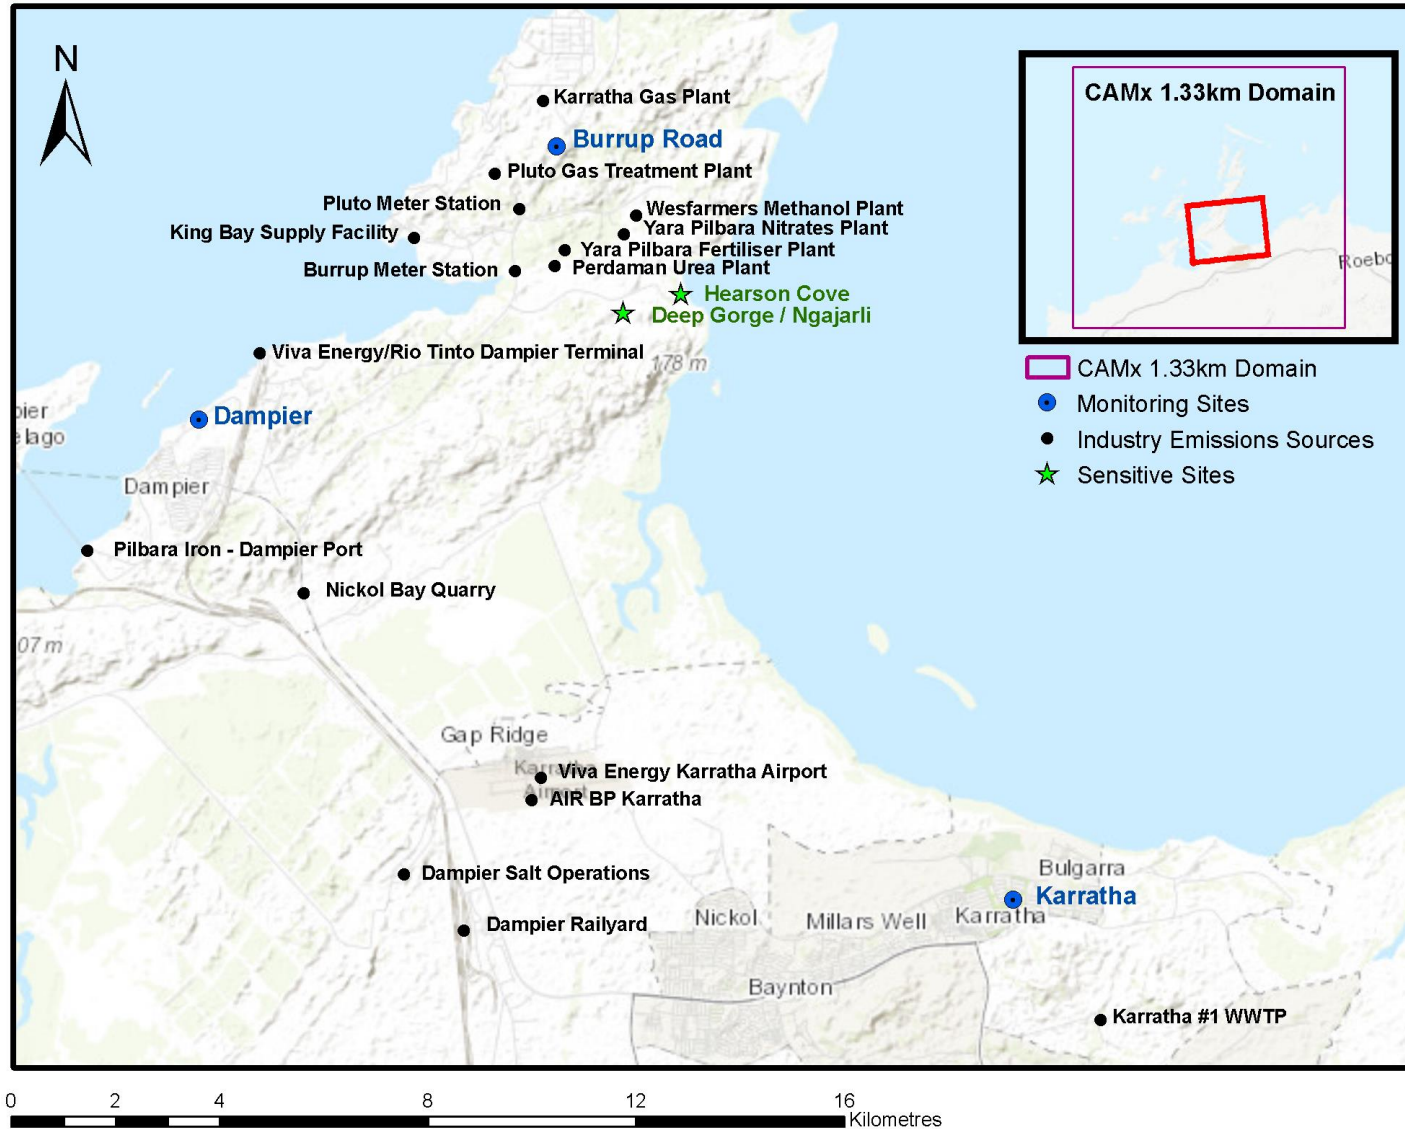 N
Karratha Gas Plant
Burrup Road
Pluto Gas Treatment Plant
Pluto Meter Station
Wesfarmers Methanol Plant
King Bay Supply Facility
Yara Pilbara Nitrates Plant
Yara Pilbara Fertiliser Plant
Burrup Meter Station
Perdaman Urea Plant
Hearson Cove
Deep Gorge / Ngajarli
Viva Energy/Rio Tinto Dampier Terminal
178 m
pier
elago
Dampier
Dampier
Pilbara Iron - Dampier Port
Nickol Bay Quarry
07 m
Gap Ridge
Karratha
Airport
Viva Energy Karratha Airport
AIR BP Karratha
Dampier Salt Operations
Dampier Railyard
Nickol
Millars Well
Karratha
Bulgarra
Karratha
Baynton
Karratha #1 WWTP
CAMx 1.33km Domain
Roebo
CAMx 1.33km Domain
Monitoring Sites
Industry Emissions Sources
Sensitive Sites
0 2 4 8 12 16
Kilometres